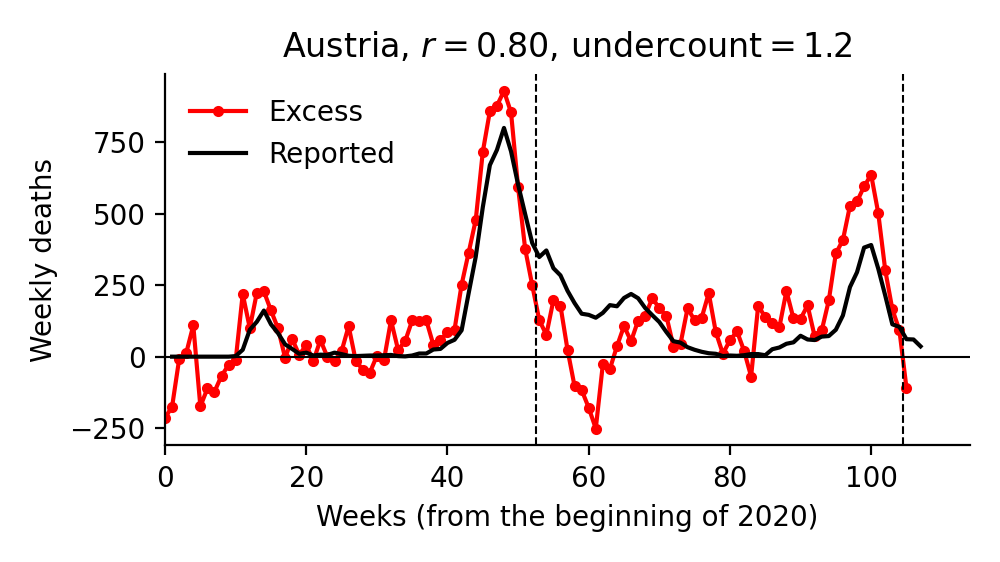 Austria, r = 0.80, undercount = 1.2
Excess
Reported
Weekly deaths
750
500
250
0
−250
0 20 40 60 80 100
Weeks (from the beginning of 2020)